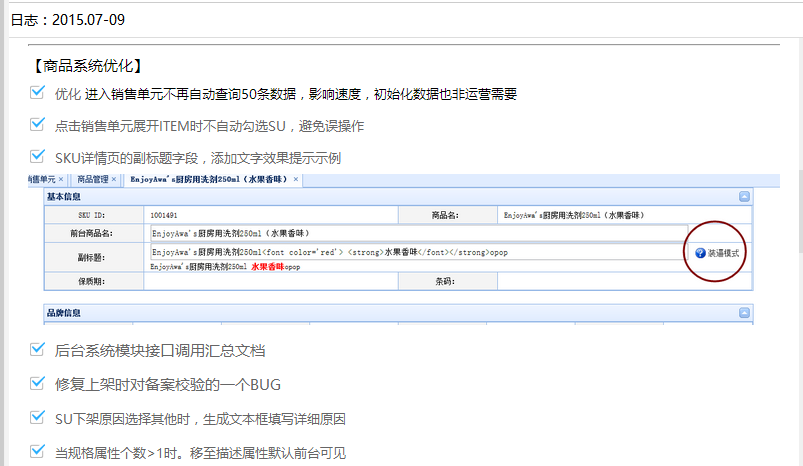 日志：2015.07-09
【商品系统优化】
优化 进入销售单元不再自动查询50条数据，影响速度，初始化数据也非运营需要
点击销售单元展开ITEM时不自动勾选SU，避免误操作
SKU详情页的副标题字段，添加文字效果提示示例
售单元 × 商品管理 × EnjoyAwa's厨房用洗剂250ml（水果香味） ×
基本信息
SKU ID: 1001491 商品名: EnjoyAwa's厨房用洗剂250ml（水果香味）
前台商品名: EnjoyAwa's厨房用洗剂250ml（水果香味）
副标题: EnjoyAwa's厨房用洗剂250ml<font color='red'> <strong>水果香味</font></strong>opop 装逼模式
EnjoyAwa's厨房用洗剂250ml 水果香味opop
保质期: 条码:
品牌信息
后台系统模块接口调用汇总文档
修复上架时对备案校验的一个BUG
SU下架原因选择其他时，生成文本框填写详细原因
当规格属性个数>1时。移至描述属性默认前台可见